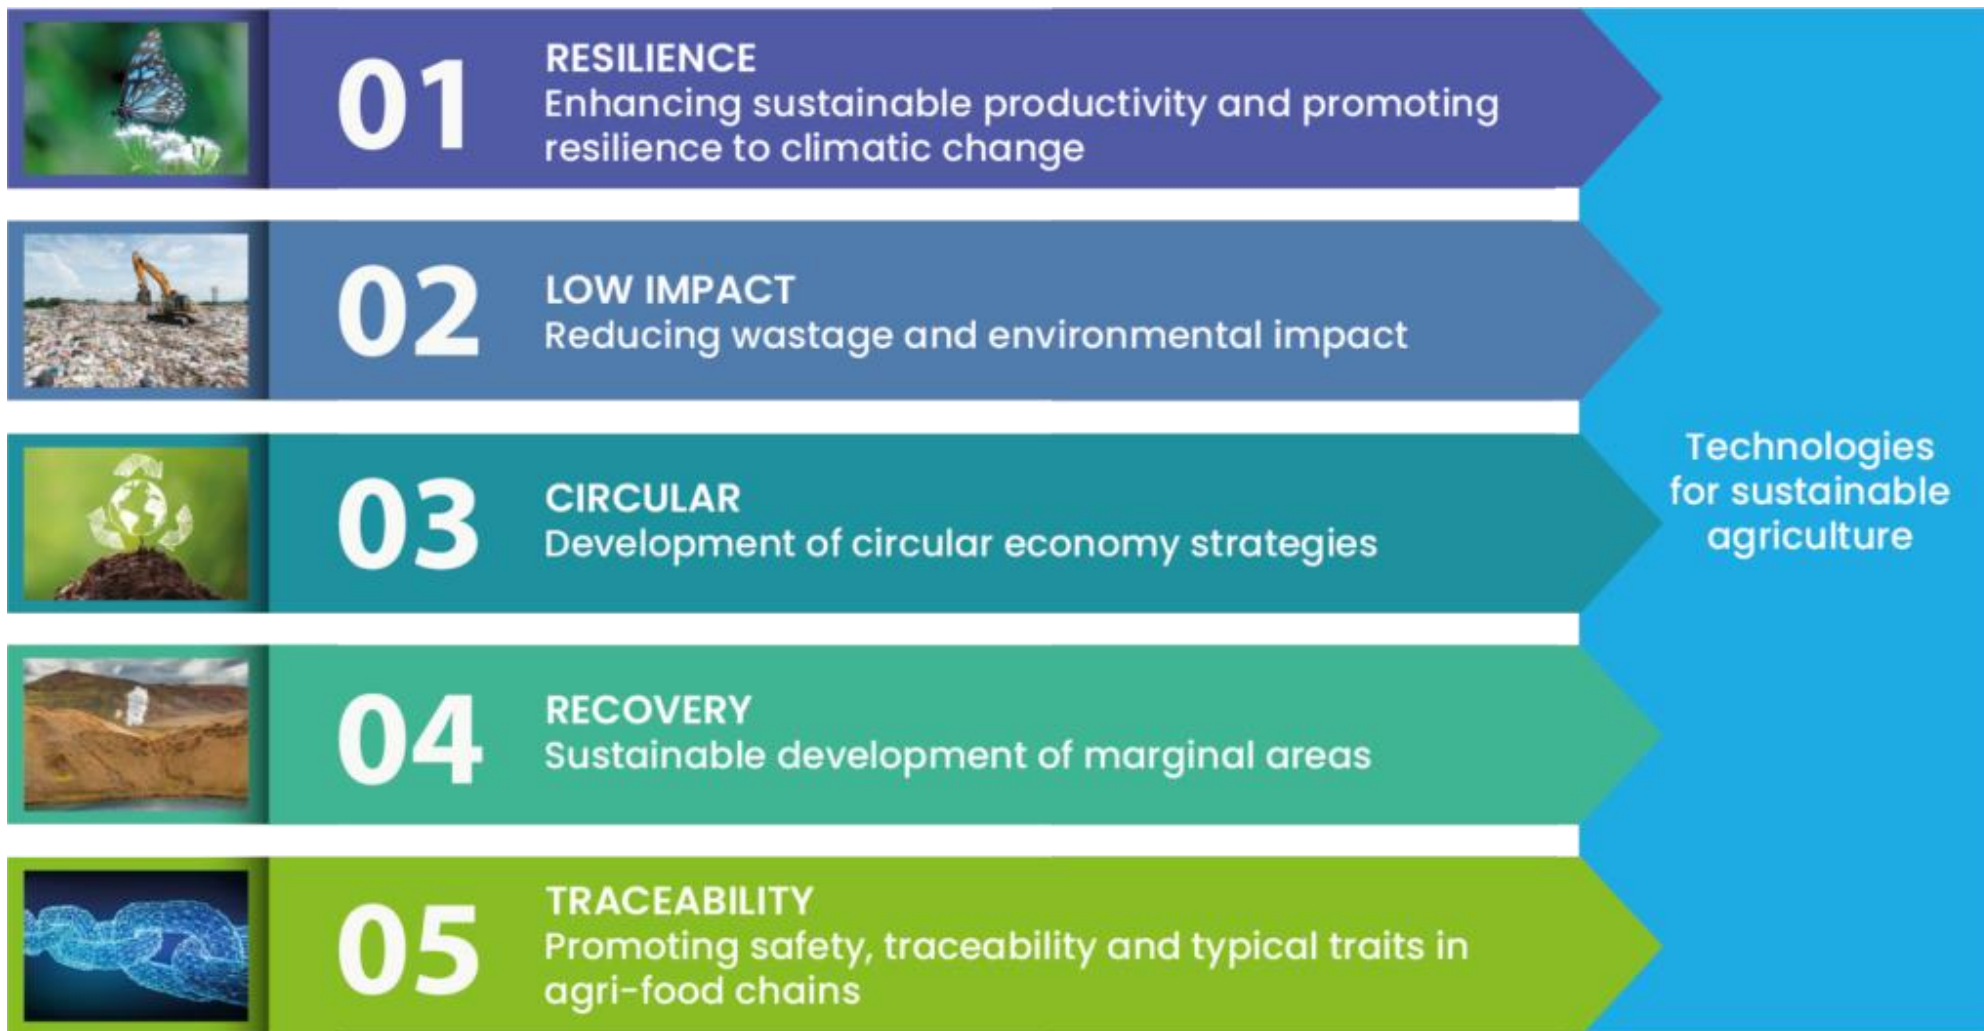 01
RESILIENCE
Enhancing sustainable productivity and promoting
resilience to climatic change
02
LOW IMPACT
Reducing wastage and environmental impact
03
CIRCULAR
Development of circular economy strategies
04
RECOVERY
Sustainable development of marginal areas
05
TRACEABILITY
Promoting safety, traceability and typical traits in
agri-food chains
Technologies
for sustainable
agriculture